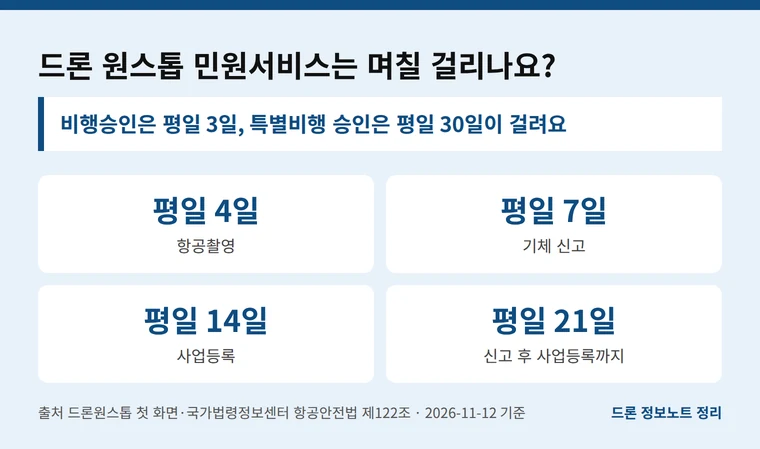 드론 원스톱 민원서비스는 며칠 걸리나요?
비행승인은 평일 3일, 특별비행 승인은 평일 30일이 걸려요
평일 4일
항공촬영
평일 7일
기체 신고
평일 14일
사업등록
평일 21일
신고 후 사업등록까지
출처 드론원스톱 첫 화면·국가법령정보센터 항공안전법 제122조 · 2026-11-12 기준
드론 정보노트 정리